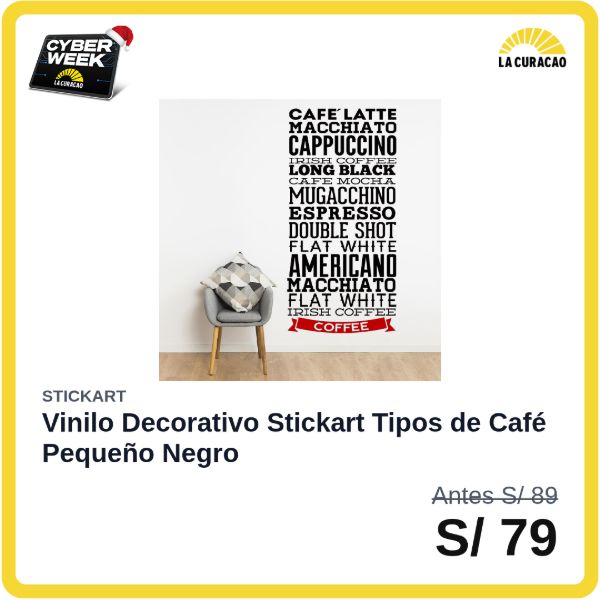 CYBER
WEEK
LA CURACAO
LA CURACAO
CAFE´LATTE
MACCHIATO
CAPPUCCINO
IRISH COFFEE
LONG BLACK
CAFE MOCHA
MUGACCHINO
ESPRESSO
DOUBLE SHOT
FLAT WHITE
AMERICANO
MACCHIATO
FLAT WHITE
IRISH COFFEE
COFFEE
STICKART
Vinilo Decorativo Stickart Tipos de Café
Pequeño Negro
Antes S/ 89
S/ 79